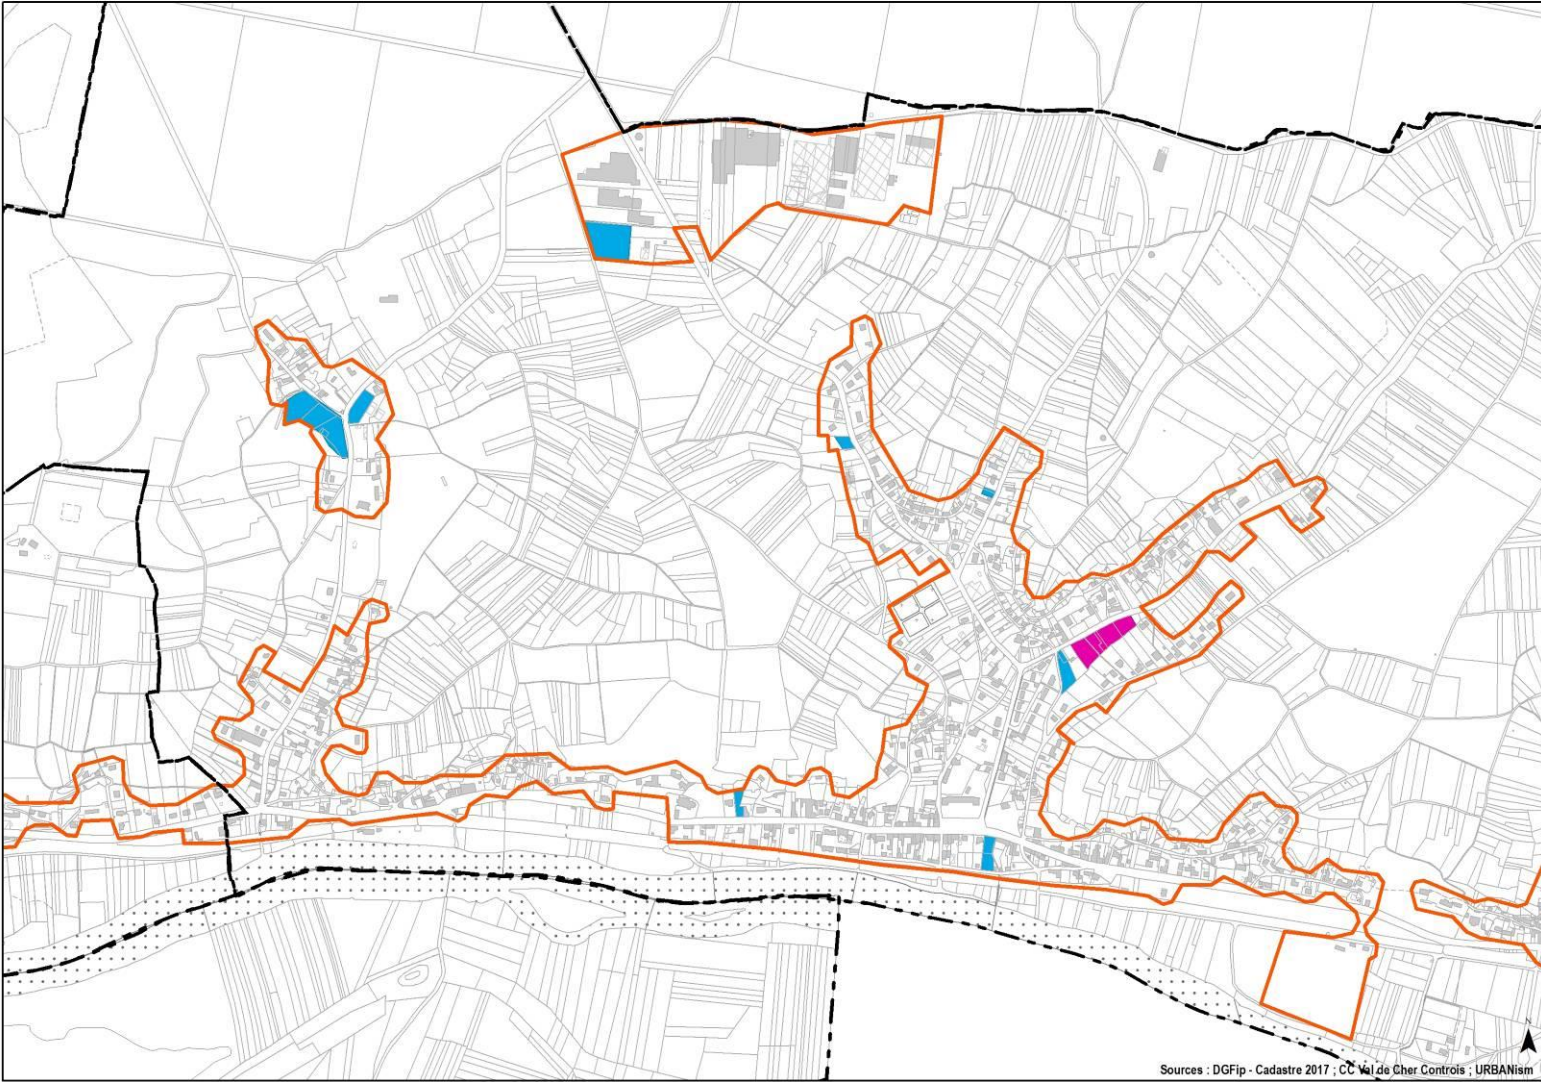 N
Sources : DGFip - Cadastre 2017 ; CC Val de Cher Controis ; URBANism